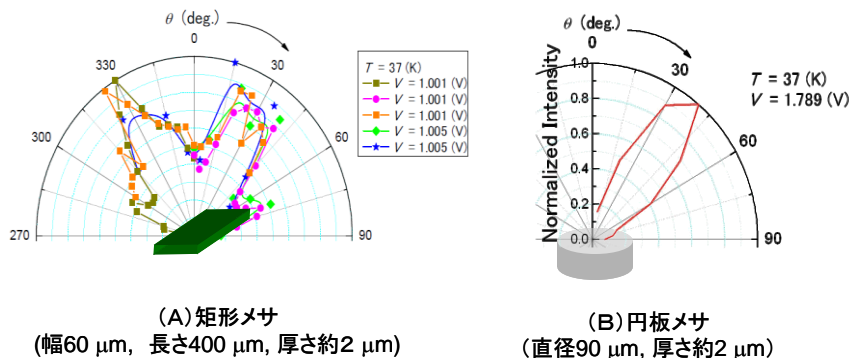 θ (deg.)
0
330
30
300
60
270
90
T = 37 (K)
V = 1.001 (V)
V = 1.001 (V)
V = 1.001 (V)
V = 1.005 (V)
V = 1.005 (V)
(A)矩形メサ
(幅60 μm, 長さ400 μm, 厚さ約2 μm)
θ (deg.)
0
30
60
90
Normalized Intensity
1.0
0.8
0.6
0.4
0.2
0.0
T = 37 (K)
V = 1.789 (V)
(B)円板メサ
(直径90 μm, 厚さ約2 μm)